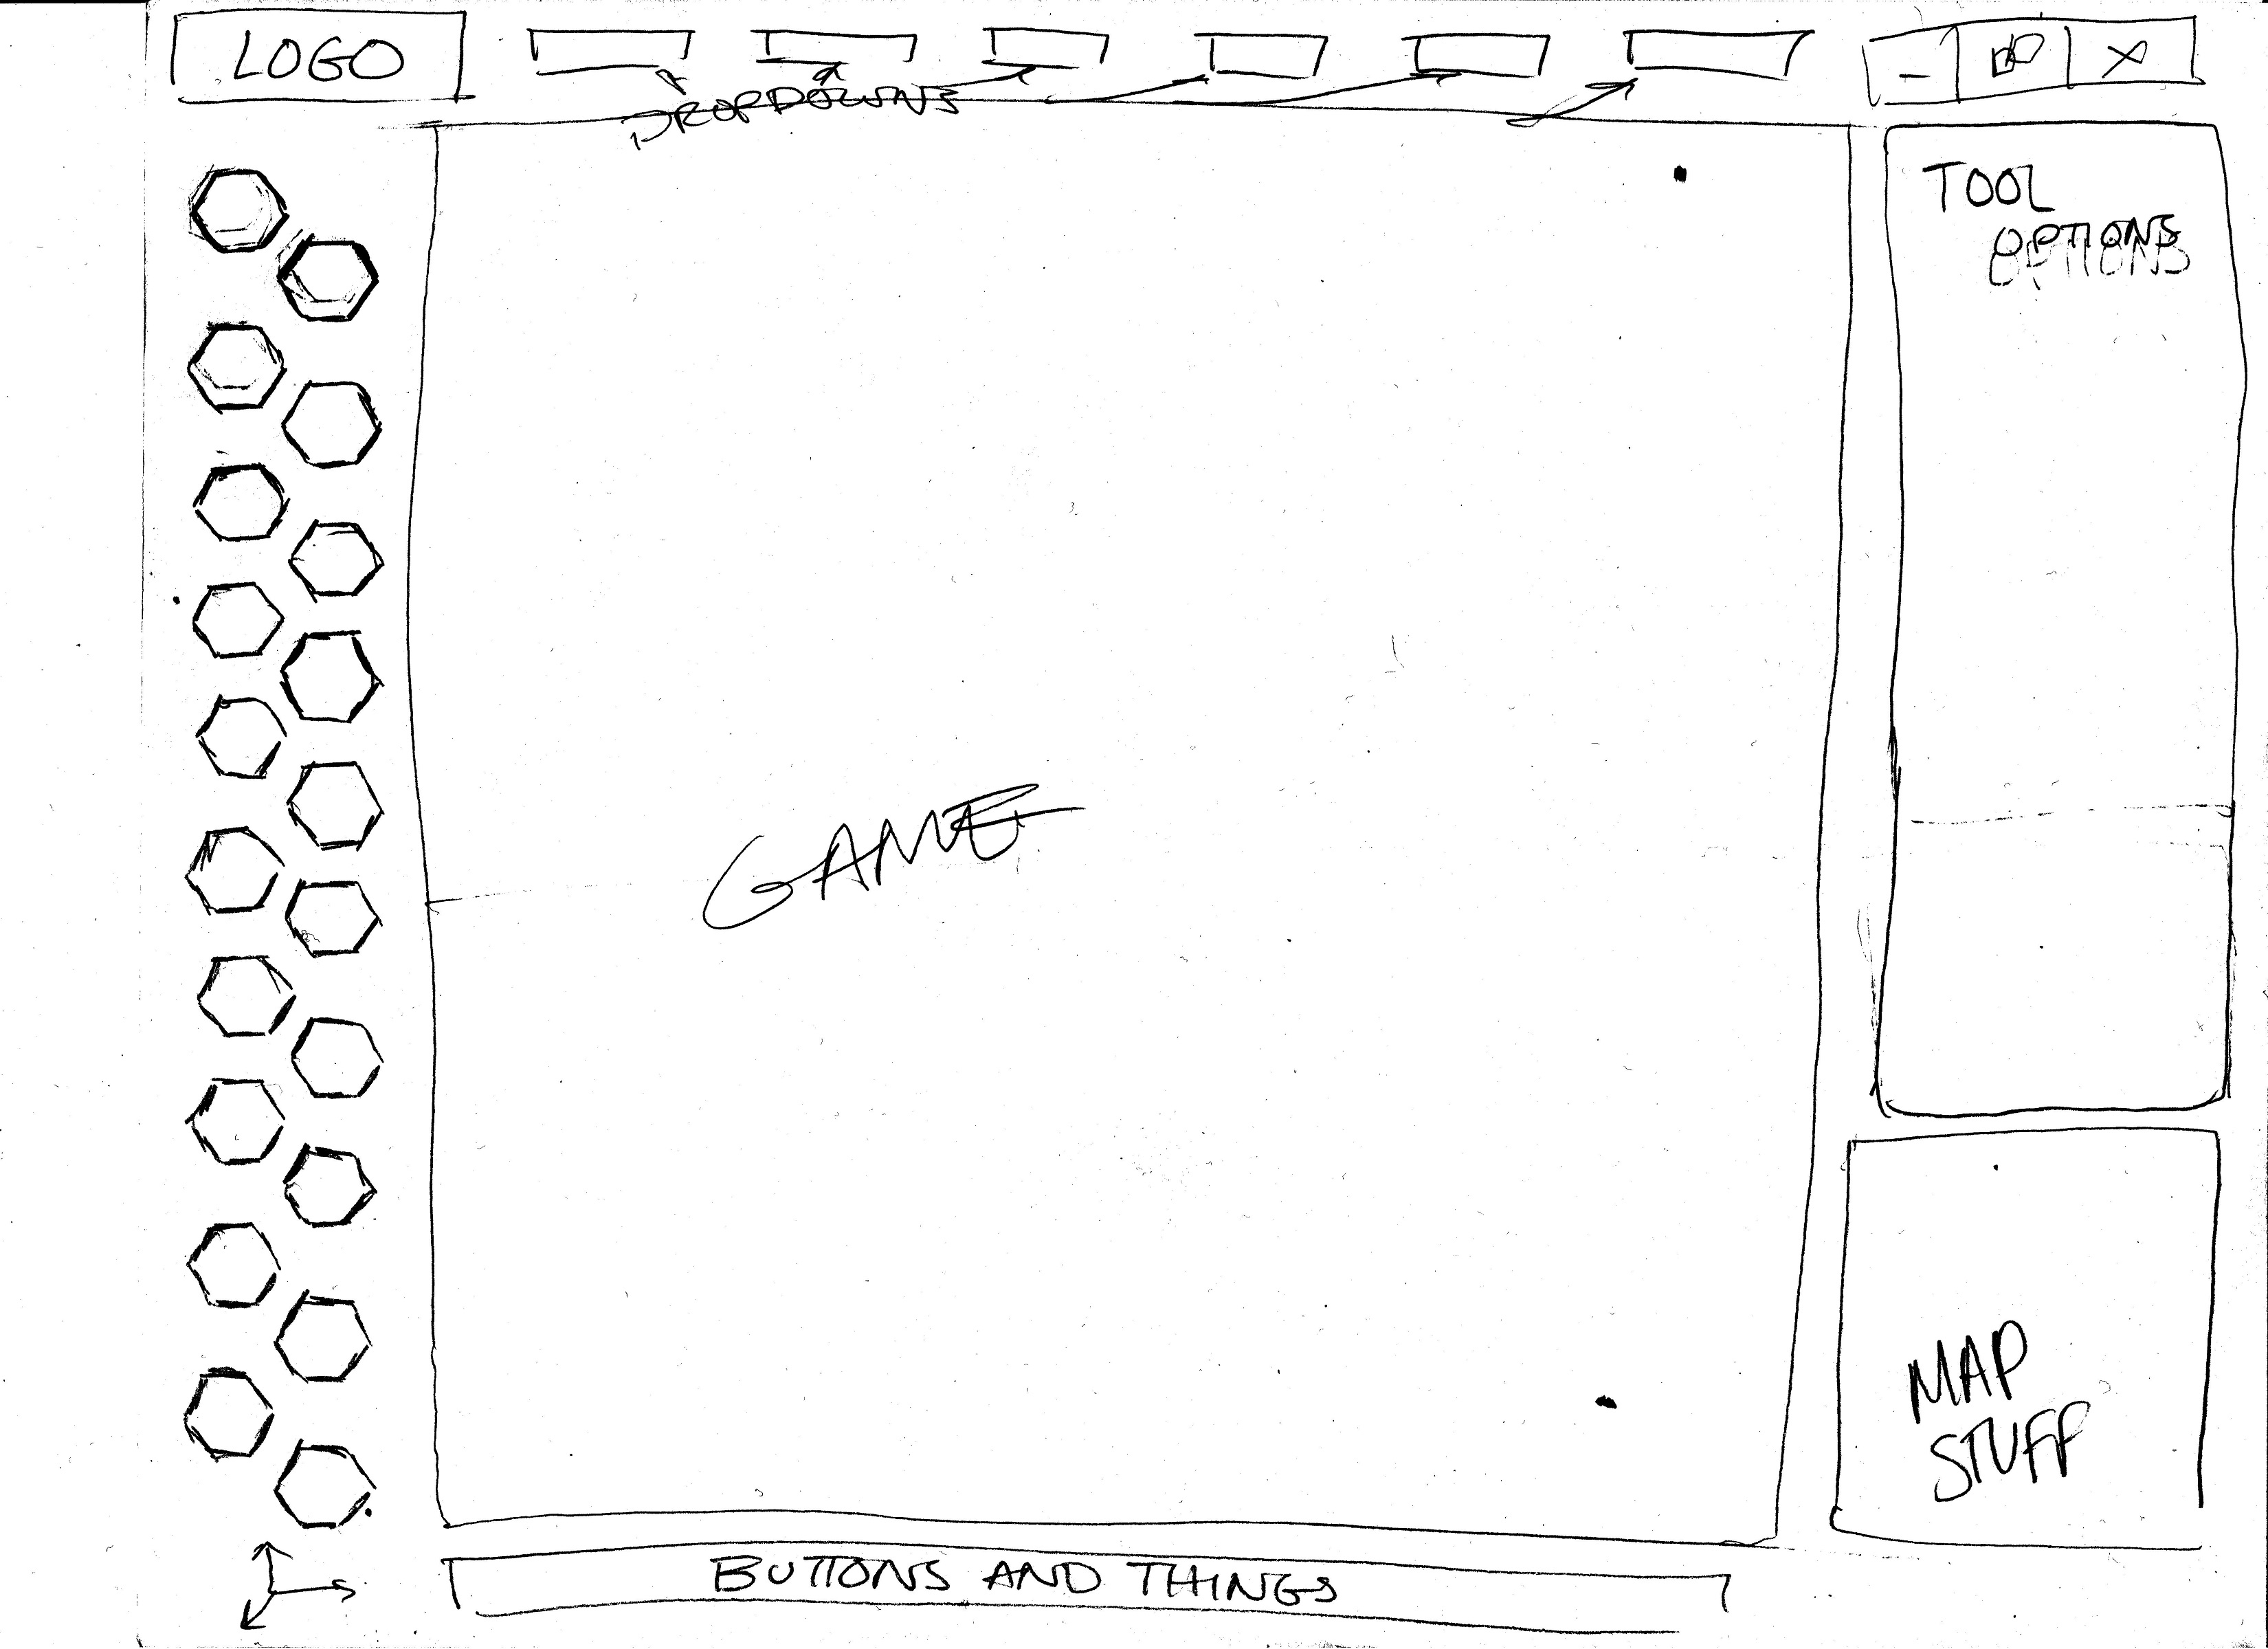 LOGO
- X
DROPDOWNS
TOOL
OPTIONS
GAME
MAP
STUFF
BUTTONS AND THINGS